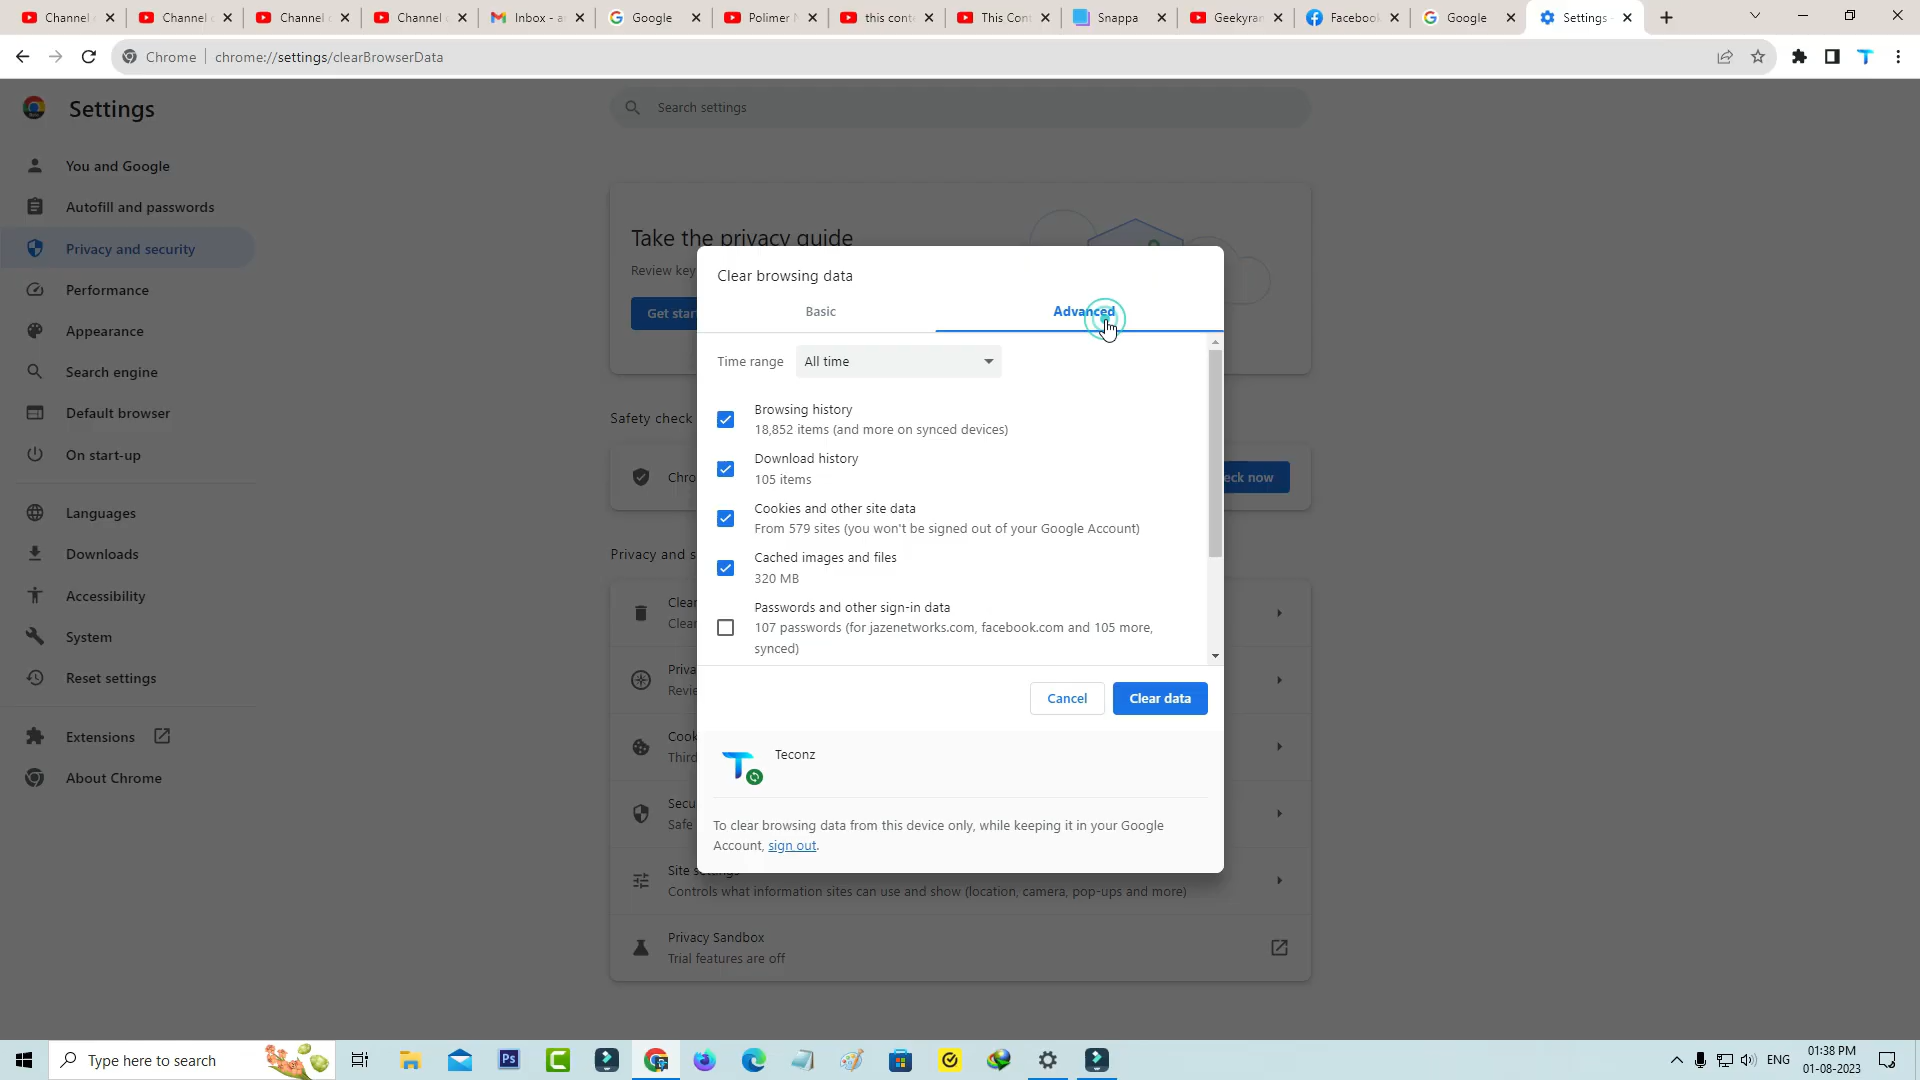 Channel
Channel
Channel
Channel
Inbox - a
Google
Polimer
this cont
This Con
Snappa
Geekyran
Facebook
Google
Settings
Chrome
chrome://settings/clearBrowserData
Settings
Search settings
You and Google
Autofill and passwords
Privacy and security
Performance
Appearance
Search engine
Default browser
On start-up
Languages
Downloads
Accessibility
System
Reset settings
Extensions
About Chrome
Take the privacy guide
Review key
Get start
Safety check
Chro
eck now
Privacy and s
Clear
Clear
Priva
Revie
Cook
Third
Secu
Safe
Site settings
Controls what information sites can use and show (location, camera, pop-ups and more)
Privacy Sandbox
Trial features are off
Clear browsing data
Basic
Advanced
Time range
All time
Browsing history
18,852 items (and more on synced devices)
Download history
105 items
Cookies and other site data
From 579 sites (you won't be signed out of your Google Account)
Cached images and files
320 MB
Passwords and other sign-in data
107 passwords (for jazenetworks.com, facebook.com and 105 more,
synced)
Cancel
Clear data
Teconz
To clear browsing data from this device only, while keeping it in your Google
Account, sign out.
Type here to search
Ps
ENG
01:38 PM
01-08-2023